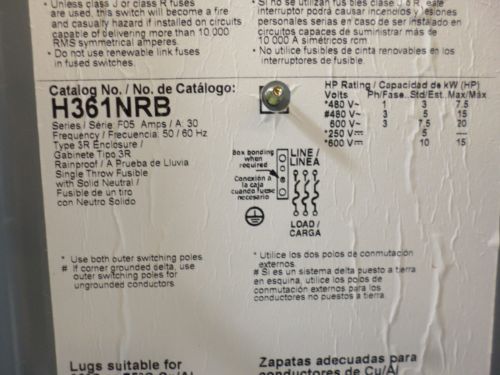 Unless class J or class R fuses
are used, this switch will become a fire
and casualty hazard if installed on circuits
capable of delivering more than 10,000
RMS symmetrical amperes.
* Do not use renewable link fuses
in fused switches.
* Si no se utilizan fusibles clase J o R, este
interruptor podrá causar incendios y lesiones
personales serias en caso de ser instalado en
circuitos capaces de suministrar más de
10 000 A simétricos rcm
* No utilice fusibles de cinta renovables en los
interruptores de fusible.
Catalog No. / No. de Catálogo:
H361NRB
Series / Série F05 Amps / A: 30
Frequency / Frecuencia: 50 / 60 Hz
Type 3R Enclosure /
Gabinete Tipo 3R
Rainproof / A Prueba de Lluvia
Single Throw Fusible
with Solid Neutral /
Fusible de un tiro
con Neutro Solido
Box bonding
when
required
Conexión a
la caja
cuando fuese
necesario
LINE /
LINEA
LOAD /
CARGA
HP Rating / Capacidad de kW (HP)
Volts Ph/Fase. Std/Est. Max/Máx
*480 V~ 1 3 7.5
#480 V~ 3 5 15
600 V~ 3 7.5 20
*250 V⎓ 5 —
*600 V⎓ 10 15
* Use both outer switching poles
# If corner grounded delta, use
outer switching poles for
ungrounded conductors
* Utilice los dos polos de conmutación
externos.
# Si es un sistema delta puesto a tierra
en esquina, utilice los polos de
conmutación externos para los
conductores no puestos a tierra.
Lugs suitable for
Zapatas adecuadas para
conductores de Cu/Al